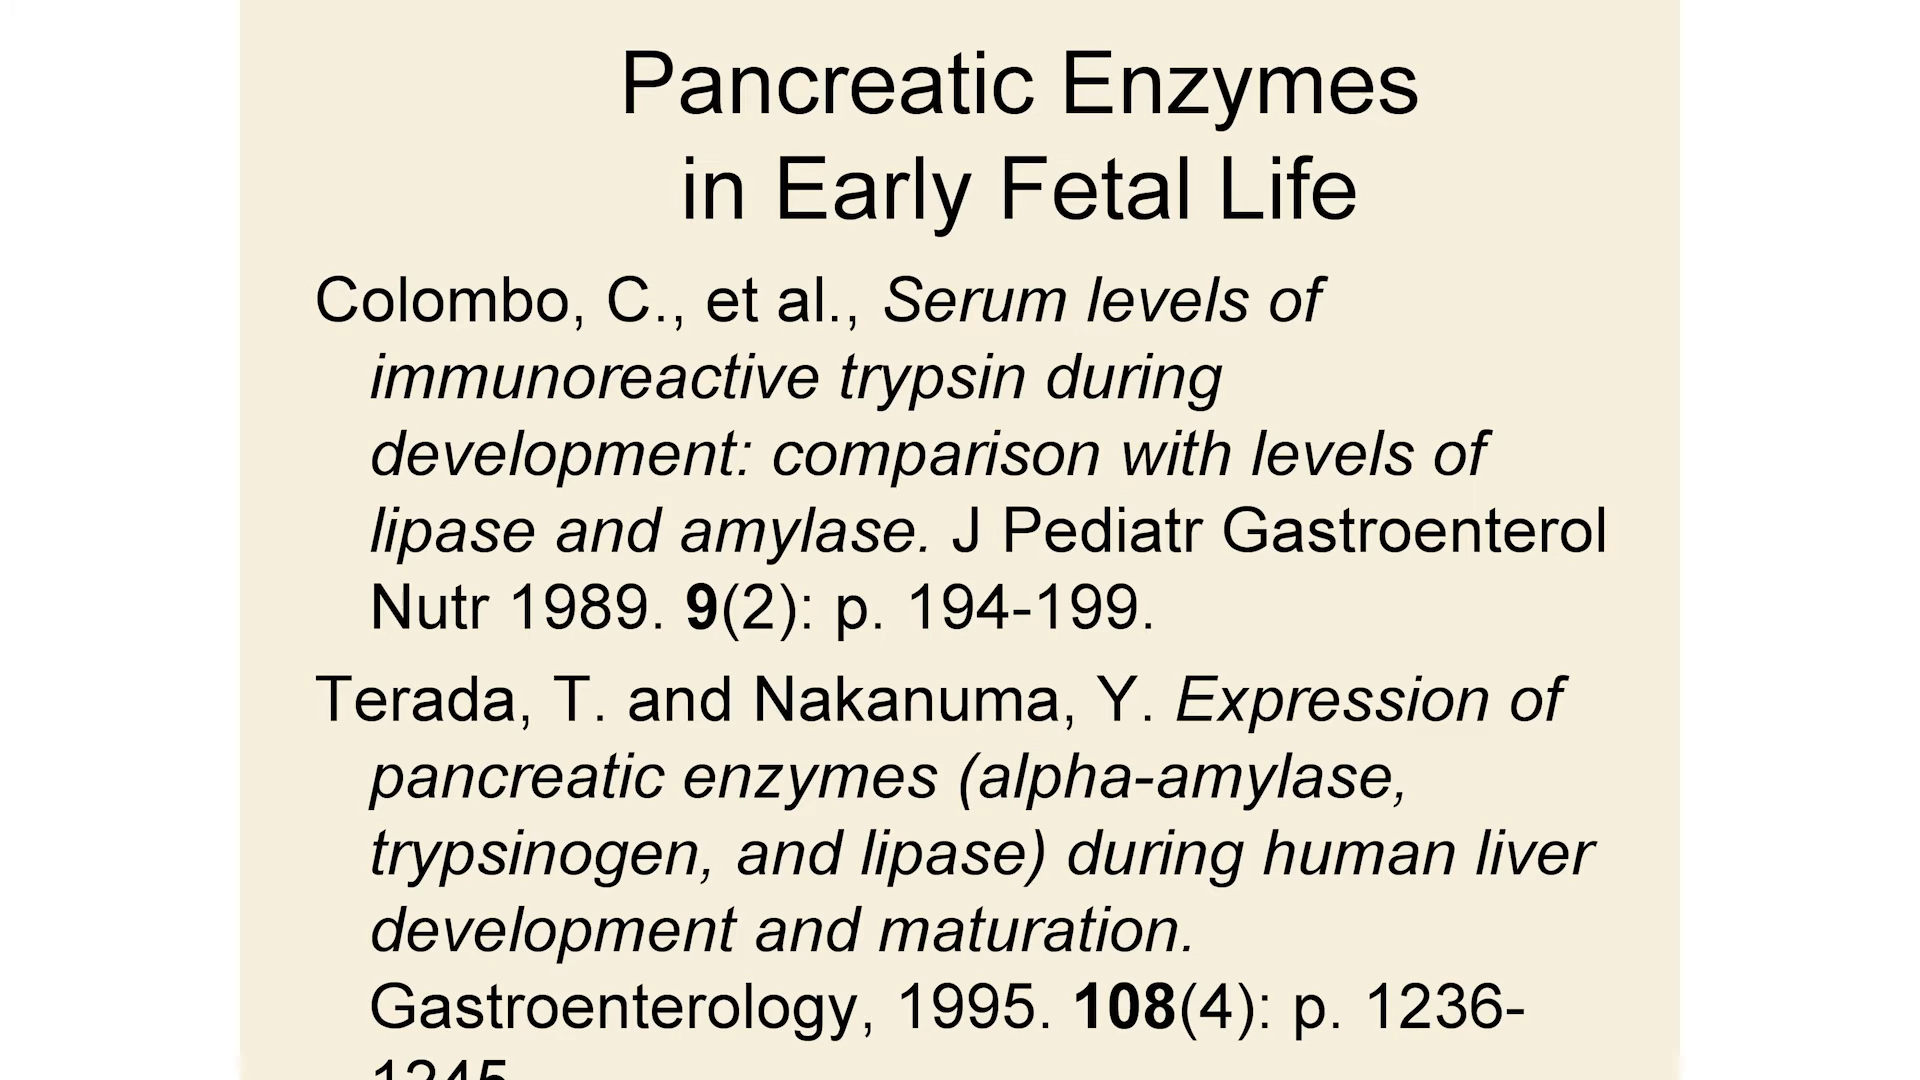 Pancreatic Enzymes
in Early Fetal Life
Colombo, C., et al., Serum levels of
immunoreactive trypsin during
development: comparison with levels of
lipase and amylase. J Pediatr Gastroenterol
Nutr 1989. 9(2): p. 194-199.
Terada, T. and Nakanuma, Y. Expression of
pancreatic enzymes (alpha-amylase,
trypsinogen, and lipase) during human liver
development and maturation.
Gastroenterology, 1995. 108(4): p. 1236-
1245